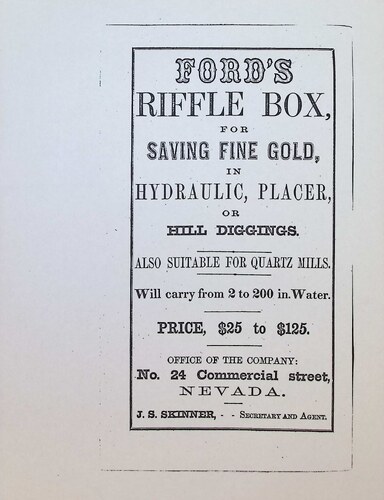 FORD'S
RIFFLE BOX,
FOR
SAVING FINE GOLD,
IN
HYDRAULIC, PLACER,
OR
HILL DIGGINGS.
ALSO SUITABLE FOR QUARTZ MILLS.
Will carry from 2 to 200 in. Water.
PRICE, $25 to $125.
OFFICE OF THE COMPANY:
No. 24 Commercial street,
NEVADA.
J. S. SKINNER, - - SECRETARY AND AGENT.